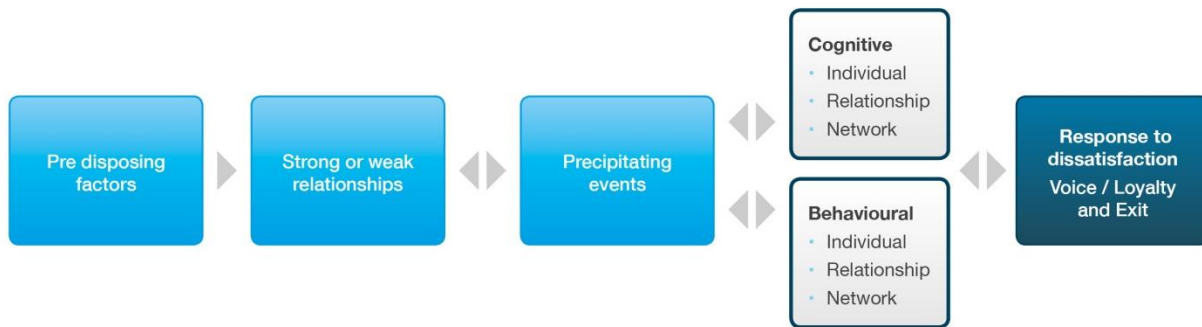 Pre disposing
factors
Strong or weak
relationships
Precipitating
events
Cognitive
• Individual
• Relationship
• Network
Behavioural
• Individual
• Relationship
• Network
Response to
dissatisfaction
Voice / Loyalty
and Exit